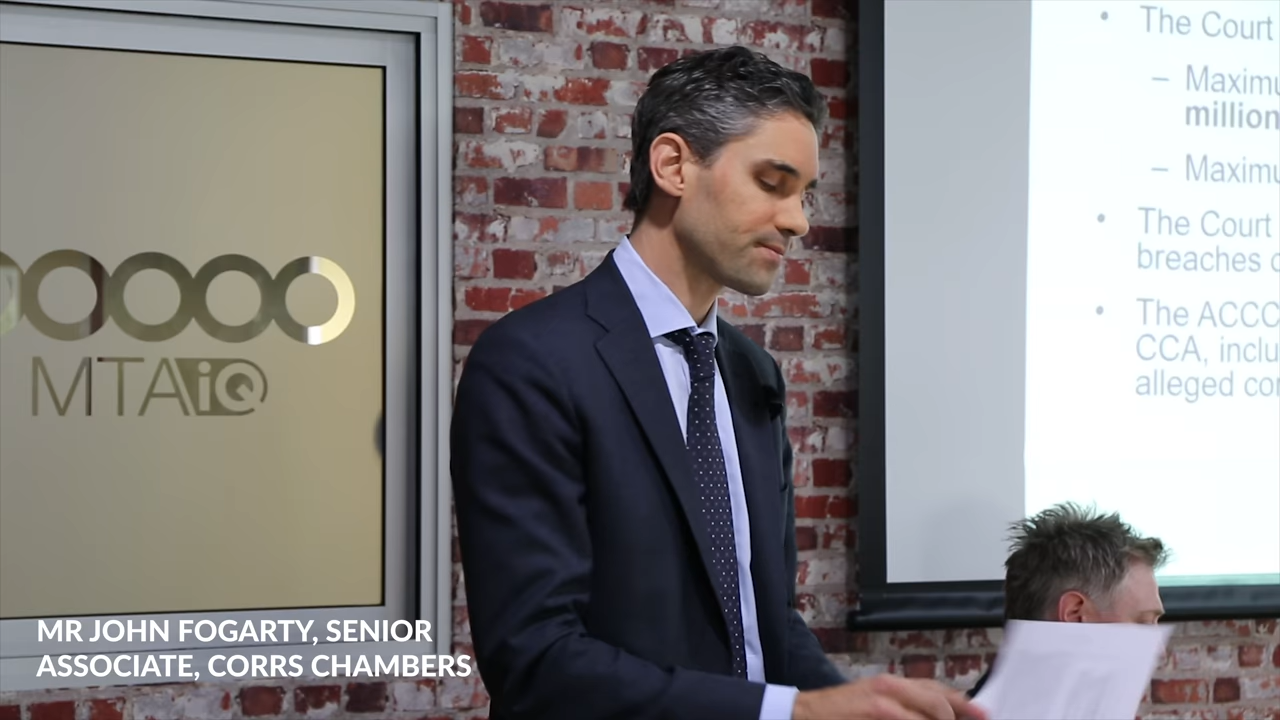 MTAiQ
The Court
– Maximu
million
– Maximu
The Court
breaches
The ACCC
CCA, inclu
alleged con
MR JOHN FOGARTY, SENIOR
ASSOCIATE, CORRS CHAMBERS